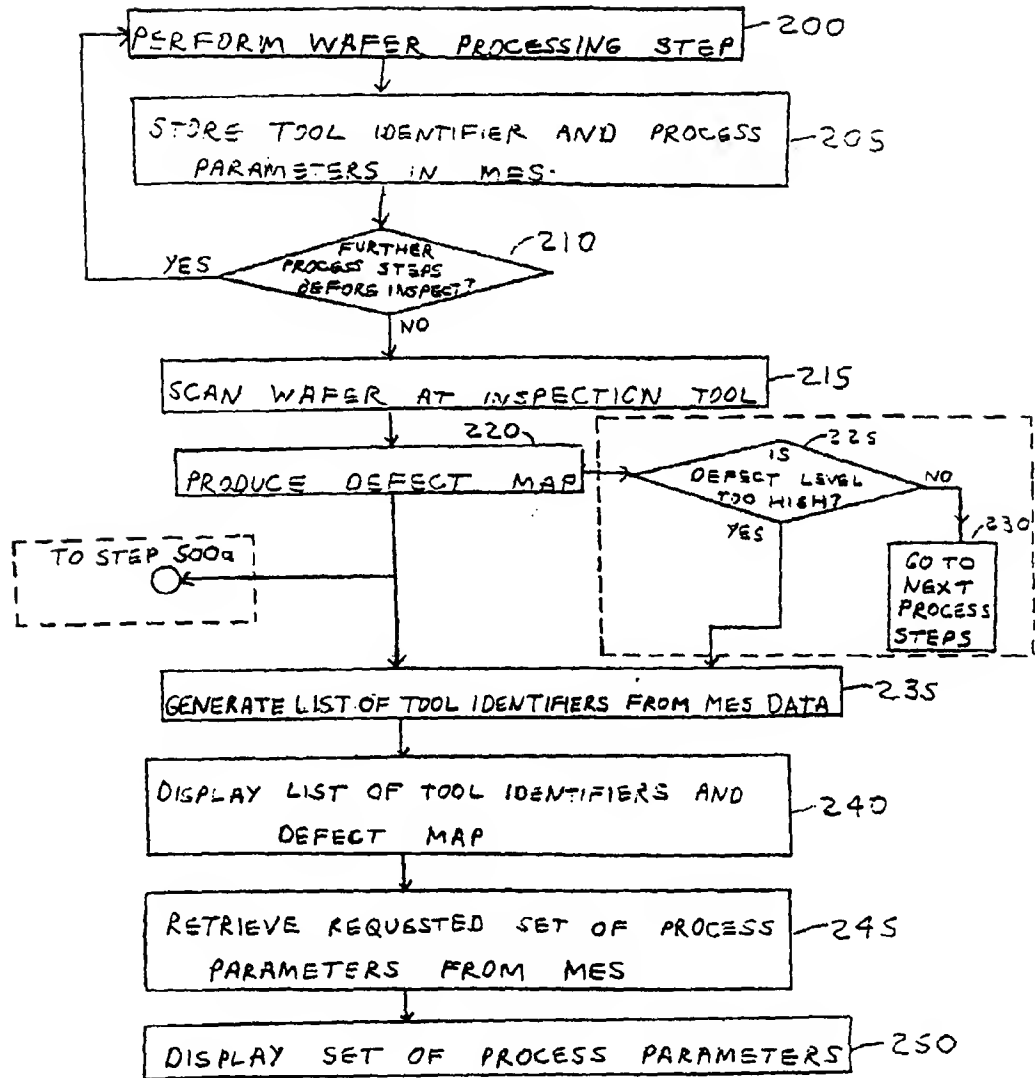 200
PERFORM WAFER PROCESSING STEP
STORE TOOL IDENTIFIER AND PROCESS
PARAMETERS IN MES.
205
FURTHER
PROCESS STEPS
BEFORE INSPECT?
210
YES
NO
SCAN WAFER AT INSPECTION TOOL
215
220
PRODUCE DEFECT MAP
IS
DEFECT LEVEL
TOO HIGH?
225
NO
YES
230
GO TO
NEXT
PROCESS
STEPS
TO STEP 500a
GENERATE LIST OF TOOL IDENTIFIERS FROM MES DATA
235
DISPLAY LIST OF TOOL IDENTIFIERS AND
DEFECT MAP
240
RETRIEVE REQUESTED SET OF PROCESS
PARAMETERS FROM MES
245
DISPLAY SET OF PROCESS PARAMETERS
250